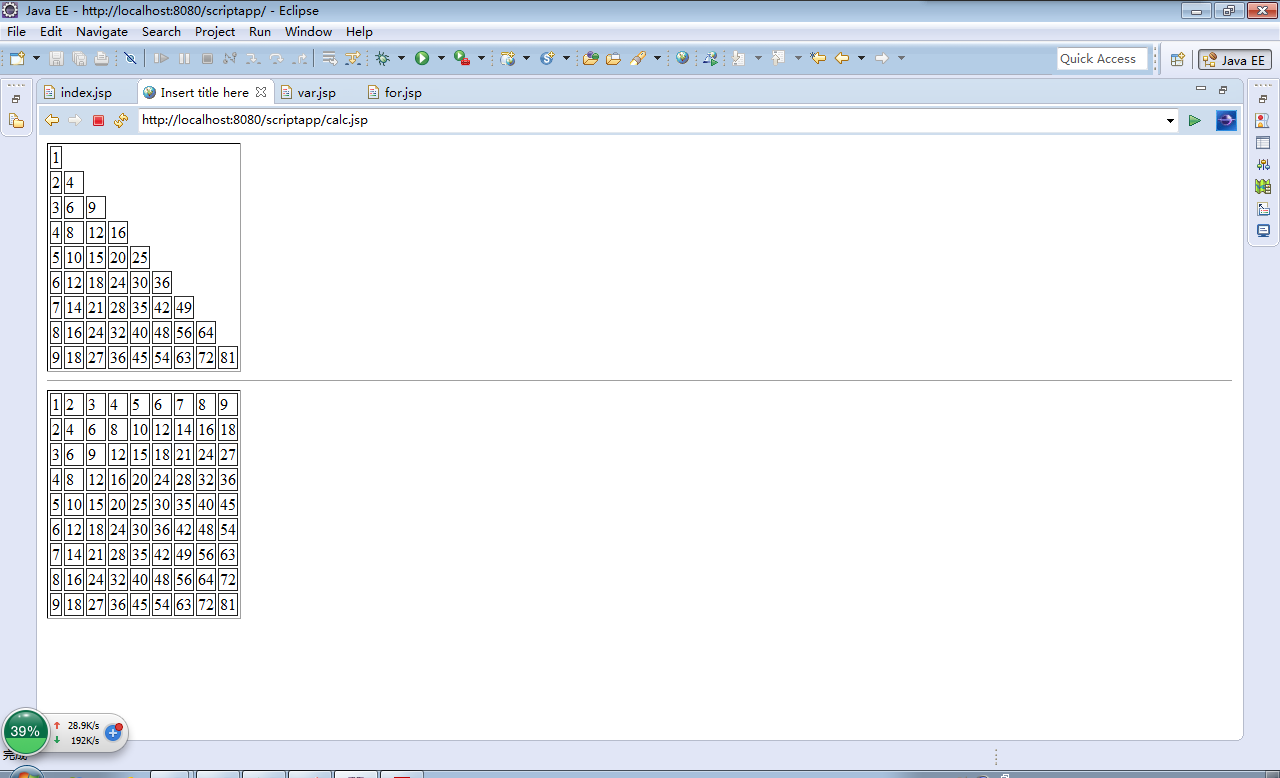 Java EE - http://localhost:8080/scriptapp/ - Eclipse
File Edit Navigate Search Project Run Window Help
Quick Access Java EE
index.jsp Insert title here var.jsp for.jsp
http://localhost:8080/scriptapp/calc.jsp
1
2 4
3 6 9
4 8 12 16
5 10 15 20 25
6 12 18 24 30 36
7 14 21 28 35 42 49
8 16 24 32 40 48 56 64
9 18 27 36 45 54 63 72 81
1 2 3 4 5 6 7 8 9
2 4 6 8 10 12 14 16 18
3 6 9 12 15 18 21 24 27
4 8 12 16 20 24 28 32 36
5 10 15 20 25 30 35 40 45
6 12 18 24 30 36 42 48 54
7 14 21 28 35 42 49 56 63
8 16 24 32 40 48 56 64 72
9 18 27 36 45 54 63 72 81
39% 28.9K/s
192K/s
完成